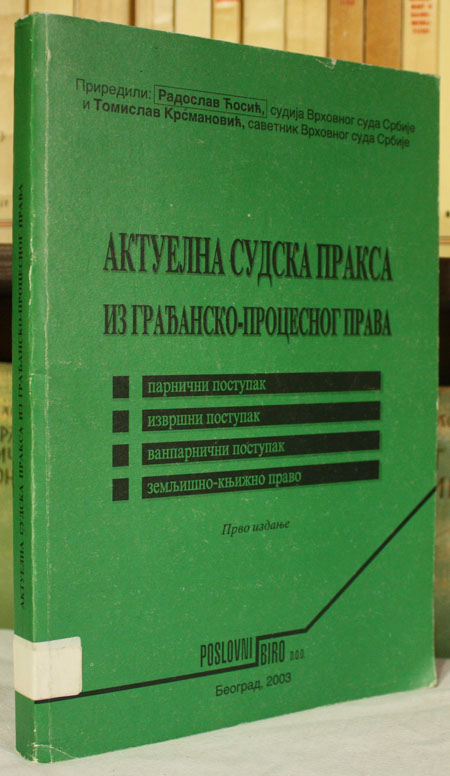 Приредили: Радослав Ћосић, судија Врховног суда Србије
и Томислав Крсмановић, саветник Врховног суда Србије
АКТУЕЛНА СУДСКА ПРАКСА
ИЗ ГРАЂАНСКО-ПРОЦЕСНОГ ПРАВА
парнични поступак
извршни поступак
ванпарнични поступак
земљишно-књижно право
Прво издање
POSLOVNI
BIRO D.O.O.
Београд, 2003
АКТУЕЛНА СУДСКА ПРАКСА ИЗ ГРАЂАНСКО-ПРОЦЕСНОГ ПРАВА